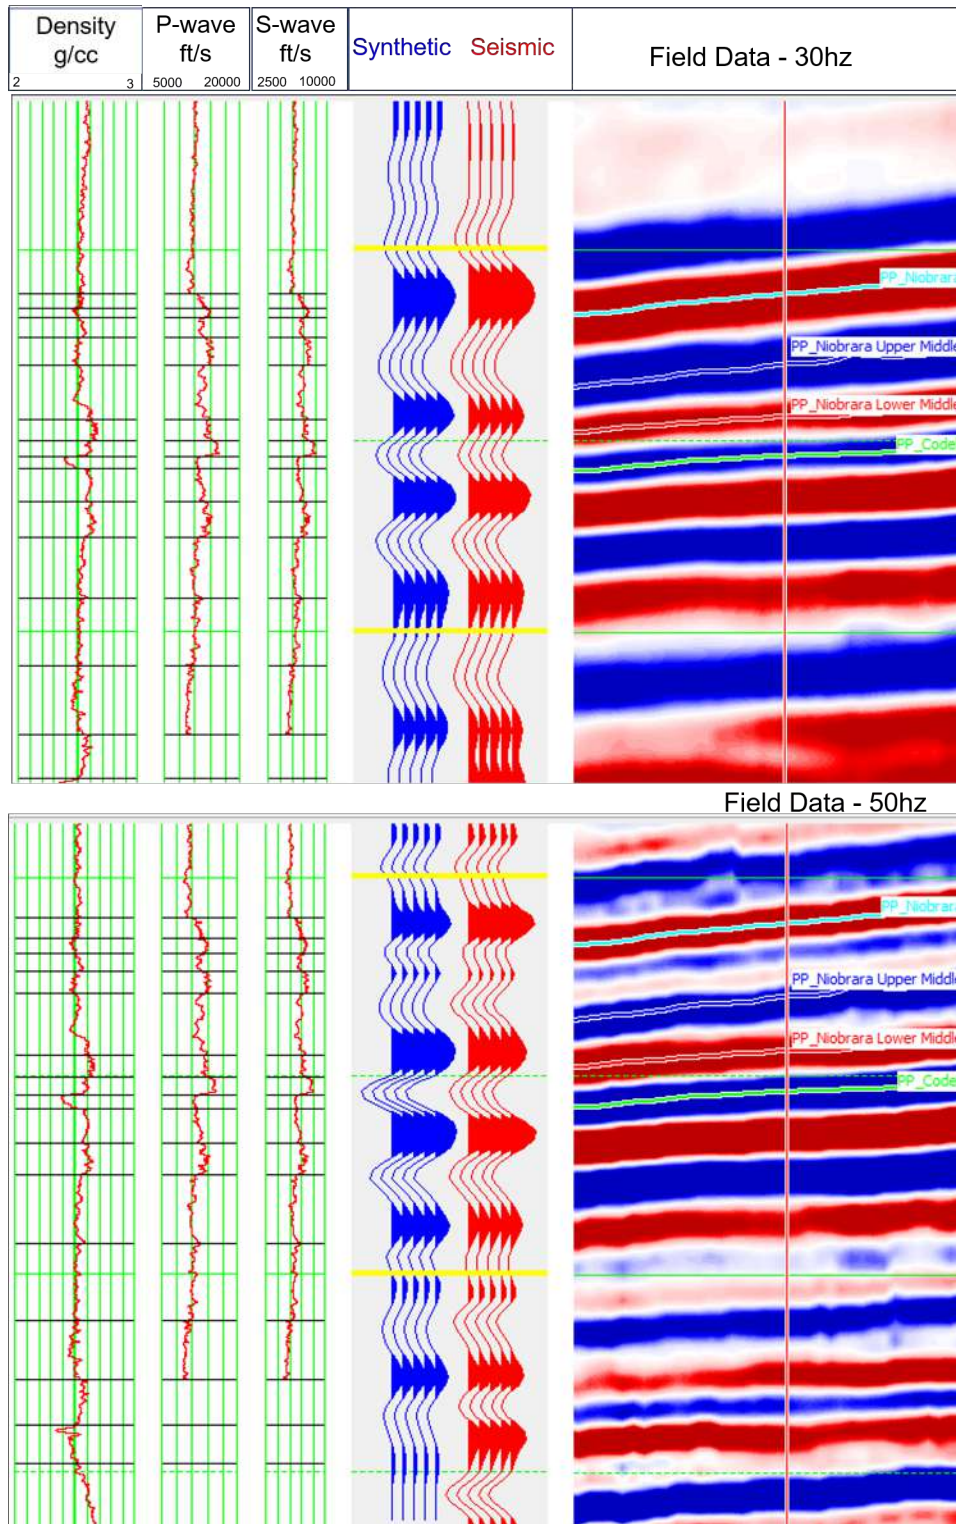 Density
g/cc
2 3
P-wave
ft/s
5000 20000
S-wave
ft/s
2500 10000
Synthetic Seismic
Field Data - 30hz
PP_Niobrara
PP_Niobrara Upper Middle
PP_Niobrara Lower Middle
PP_Code
Field Data - 50hz
PP_Niobrara
PP_Niobrara Upper Middle
PP_Niobrara Lower Middle
PP_Code